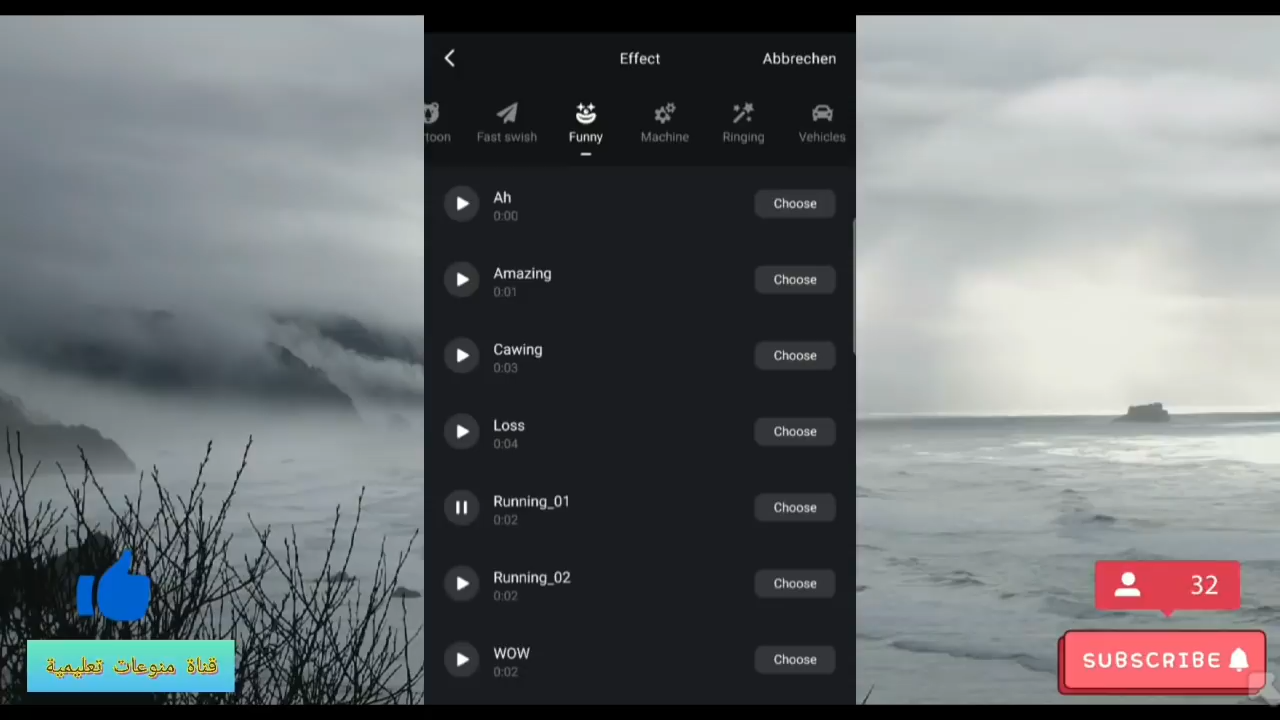 Effect
Abbrechen
toon
Fast swish
Funny
Machine
Ringing
Vehicles
Ah
0:00
Choose
Amazing
0:01
Choose
Cawing
0:03
Choose
Loss
0:04
Choose
Running_01
0:02
Choose
Running_02
0:02
Choose
WOW
0:02
Choose
32
SUBSCRIBE
قناة منوعات تعليمية